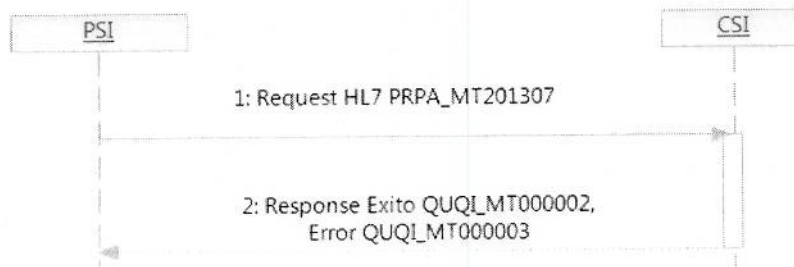 PSI
CSI
1: Request HL7 PRPA_MT201307
2: Response Exito QUQI_MT000002,
Error QUQI_MT000003